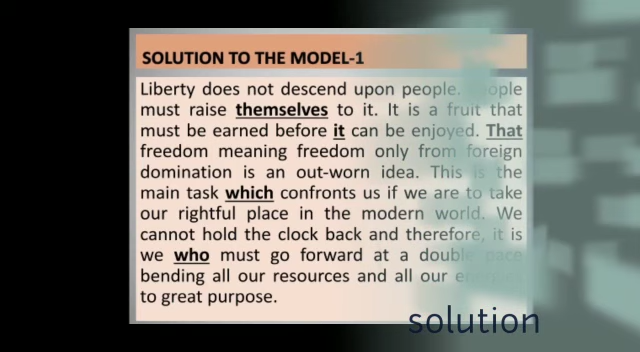 SOLUTION TO THE MODEL-1
Liberty does not descend upon people. People
must raise themselves to it. It is a fruit that
must be earned before it can be enjoyed. That
freedom meaning freedom only from foreign
domination is an out-worn idea. This is the
main task which confronts us if we are to take
our rightful place in the modern world. We
cannot hold the clock back and therefore, it is
we who must go forward at a double pace
bending all our resources and all our
to great purpose.
solution